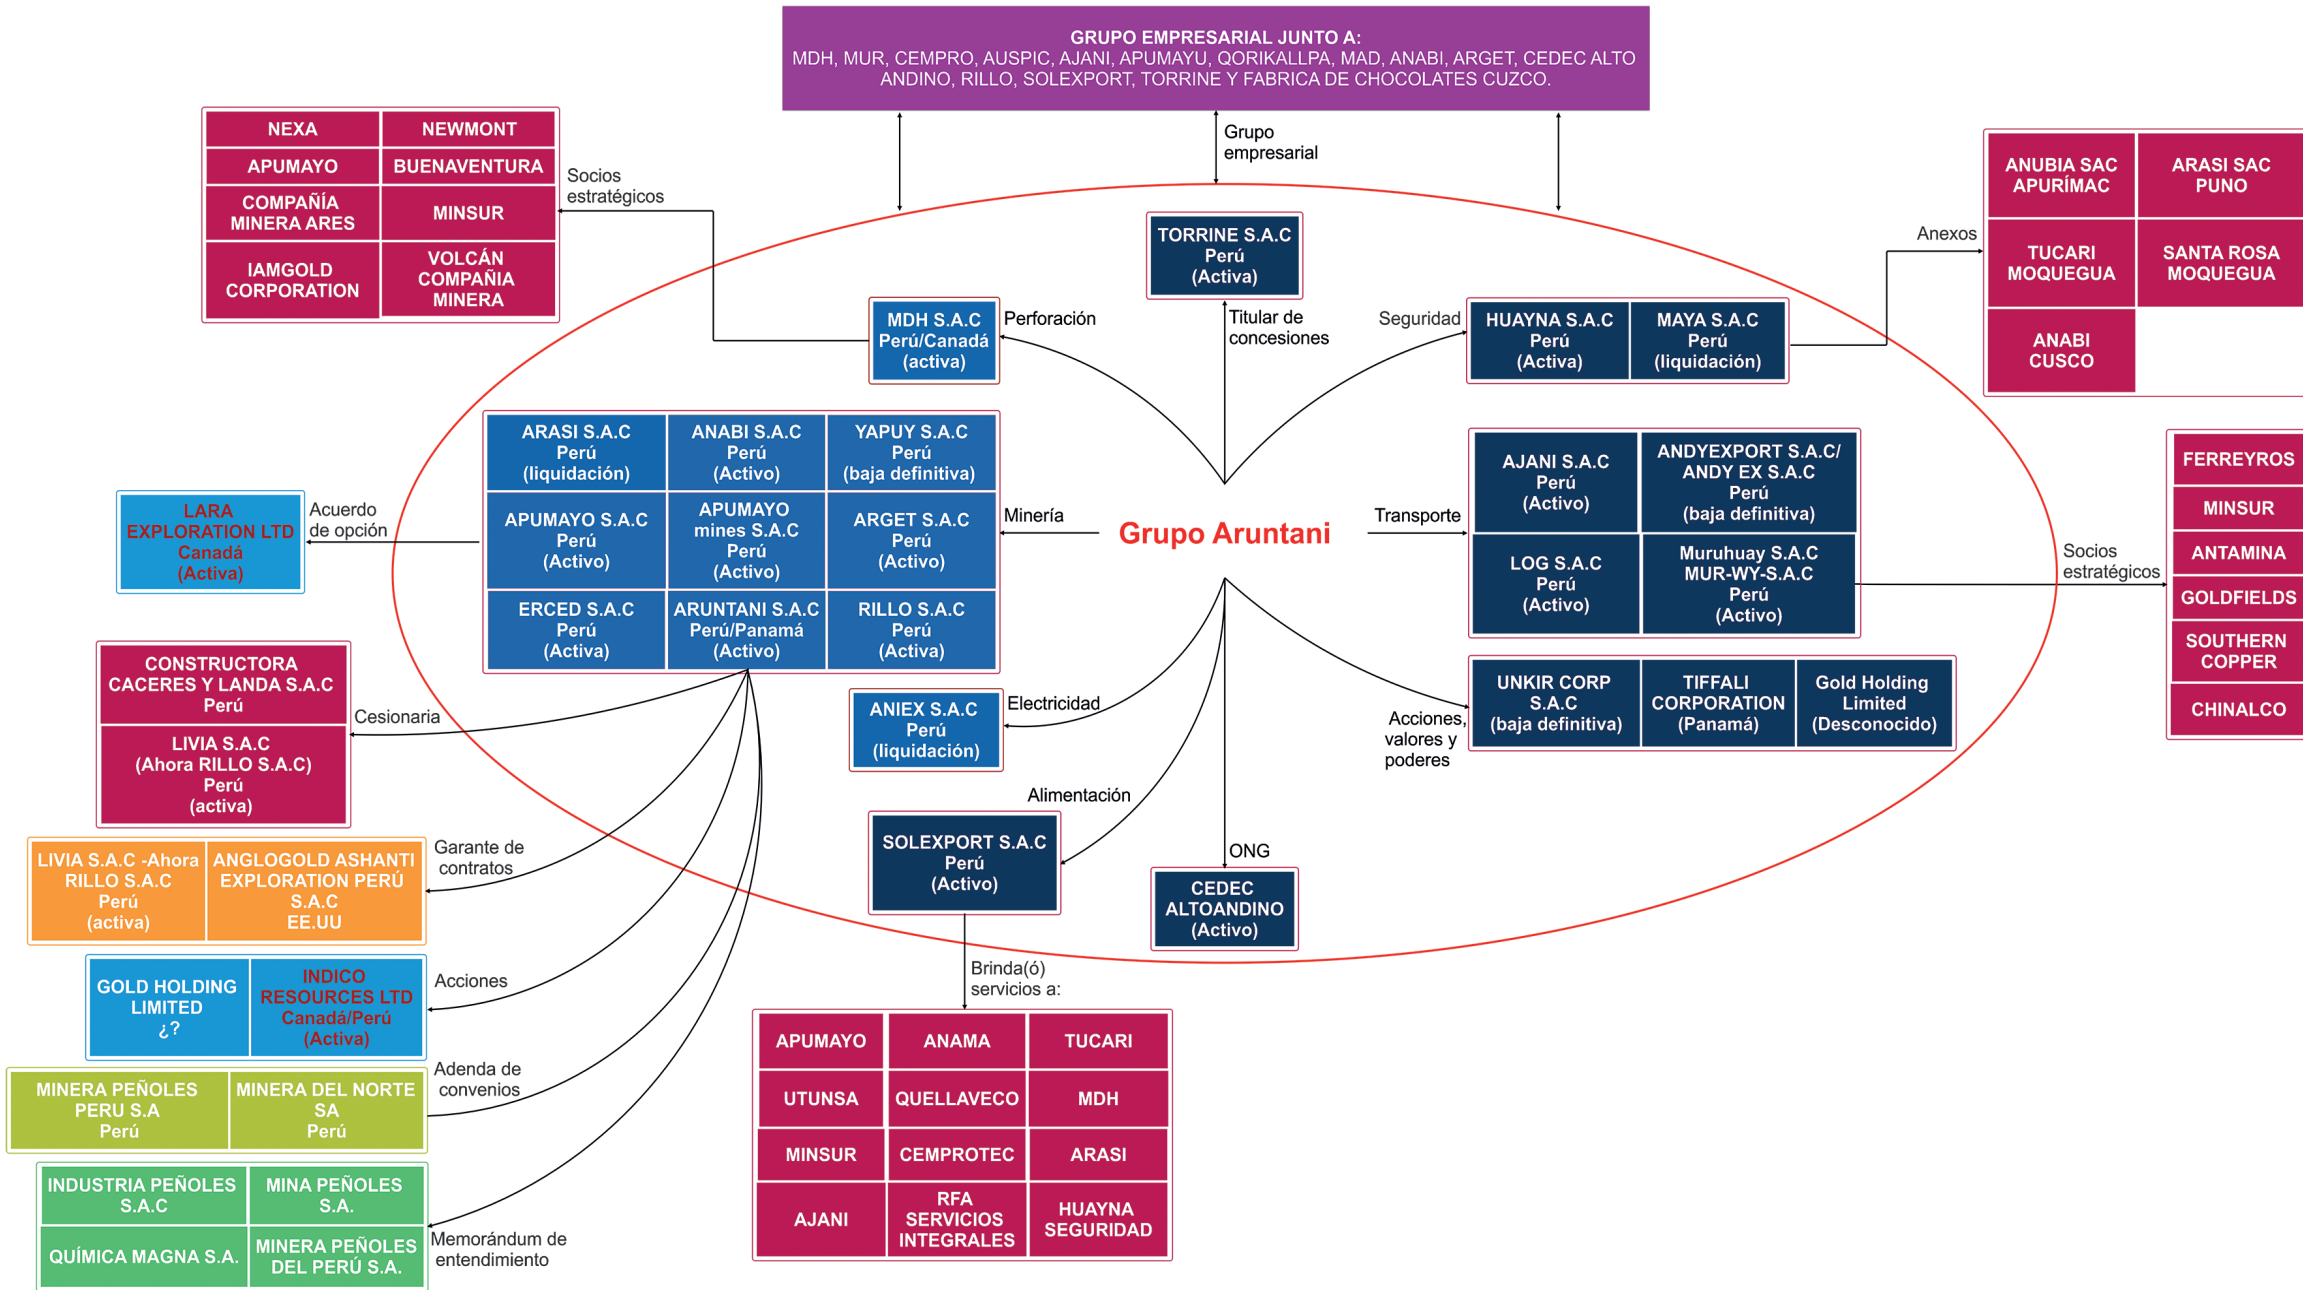 GRUPO EMPRESARIAL JUNTO A:
MDH, MUR, CEMPRO, AUSPIC, AJANI, APUMAYU, QORIKALLPA, MAD, ANABI, ARGET, CEDEC ALTO
ANDINO, RILLO, SOLEXPORT, TORRINE Y FABRICA DE CHOCOLATES CUZCO.
Grupo
empresarial
NEXA
NEWMONT
APUMAYO
BUENAVENTURA
COMPAÑÍA
MINERA ARES
MINSUR
IAMGOLD
CORPORATION
VOLCÁN
COMPAÑIA
MINERA
Socios
estratégicos
MDH S.A.C
Perú/Canadá
(activa)
Perforación
TORRINE S.A.C
Perú
(Activa)
Titular de
concesiones
Seguridad
HUAYNA S.A.C
Perú
(Activa)
MAYA S.A.C
Perú
(liquidación)
Anexos
ANUBIA SAC
APURÍMAC
ARASI SAC
PUNO
TUCARI
MOQUEGUA
SANTA ROSA
MOQUEGUA
ANABI
CUSCO
ARASI S.A.C
Perú
(liquidación)
ANABI S.A.C
Perú
(Activo)
YAPUY S.A.C
Perú
(baja definitiva)
APUMAYO S.A.C
Perú
(Activo)
APUMAYO
mines S.A.C
Perú
(Activo)
ARGET S.A.C
Perú
(Activo)
ERCED S.A.C
Perú
(Activa)
ARUNTANI S.A.C
Perú/Panamá
(Activo)
RILLO S.A.C
Perú
(Activa)
Minería
Grupo Aruntani
Transporte
AJANI S.A.C
Perú
(Activo)
ANDYEXPORT S.A.C/
ANDY EX S.A.C
Perú
(baja definitiva)
LOG S.A.C
Perú
(Activo)
Muruhuay S.A.C
MUR-WY-S.A.C
Perú
(Activo)
Socios
estratégicos
FERREYROS
MINSUR
ANTAMINA
GOLDFIELDS
SOUTHERN
COPPER
CHINALCO
LARA
EXPLORATION LTD
Canadá
(Activa)
Acuerdo
de opción
CONSTRUCTORA
CACERES Y LANDA S.A.C
Perú
LIVIA S.A.C
(Ahora RILLO S.A.C)
Perú
(activa)
Cesionaria
ANIEX S.A.C
Perú
(liquidación)
Electricidad
Acciones,
valores y
poderes
UNKIR CORP
S.A.C
(baja definitiva)
TIFFALI
CORPORATION
(Panamá)
Gold Holding
Limited
(Desconocido)
Alimentación
SOLEXPORT S.A.C
Perú
(Activo)
ONG
CEDEC
ALTOANDINO
(Activo)
LIVIA S.A.C -Ahora
RILLO S.A.C
Perú
(activa)
ANGLOGOLD ASHANTI
EXPLORATION PERÚ
S.A.C
EE.UU
Garante de
contratos
GOLD HOLDING
LIMITED
¿?
INDICO
RESOURCES LTD
Canadá/Perú
(Activa)
Acciones
MINERA PEÑOLES
PERU S.A
Perú
MINERA DEL NORTE
SA
Perú
Adenda de
convenios
INDUSTRIA PEÑOLES
S.A.C
MINA PEÑOLES
S.A.
QUÍMICA MAGNA S.A.
MINERA PEÑOLES
DEL PERÚ S.A.
Memorándum de
entendimiento
Brinda(ó)
servicios a:
APUMAYO
ANAMA
TUCARI
UTUNSA
QUELLAVECO
MDH
MINSUR
CEMPROTEC
ARASI
AJANI
RFA
SERVICIOS
INTEGRALES
HUAYNA
SEGURIDAD